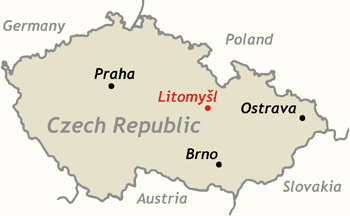 Germany
Poland
Praha
Litomyšl
Ostrava
Czech Republic
Brno
Slovakia
Austria